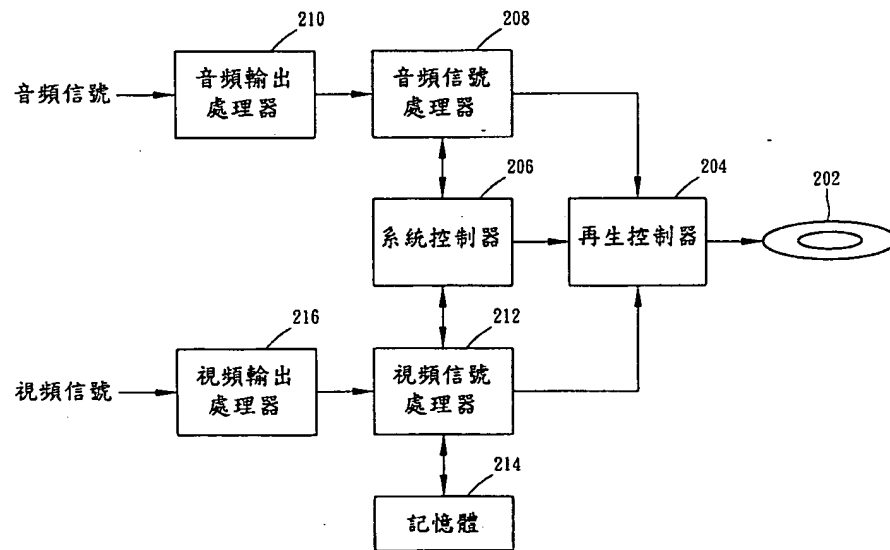 210
208
音頻信號
音頻輸出
處理器
音頻信號
處理器
206
204
202
系統控制器
再生控制器
216
212
視頻信號
視頻輸出
處理器
視頻信號
處理器
214
記憶體